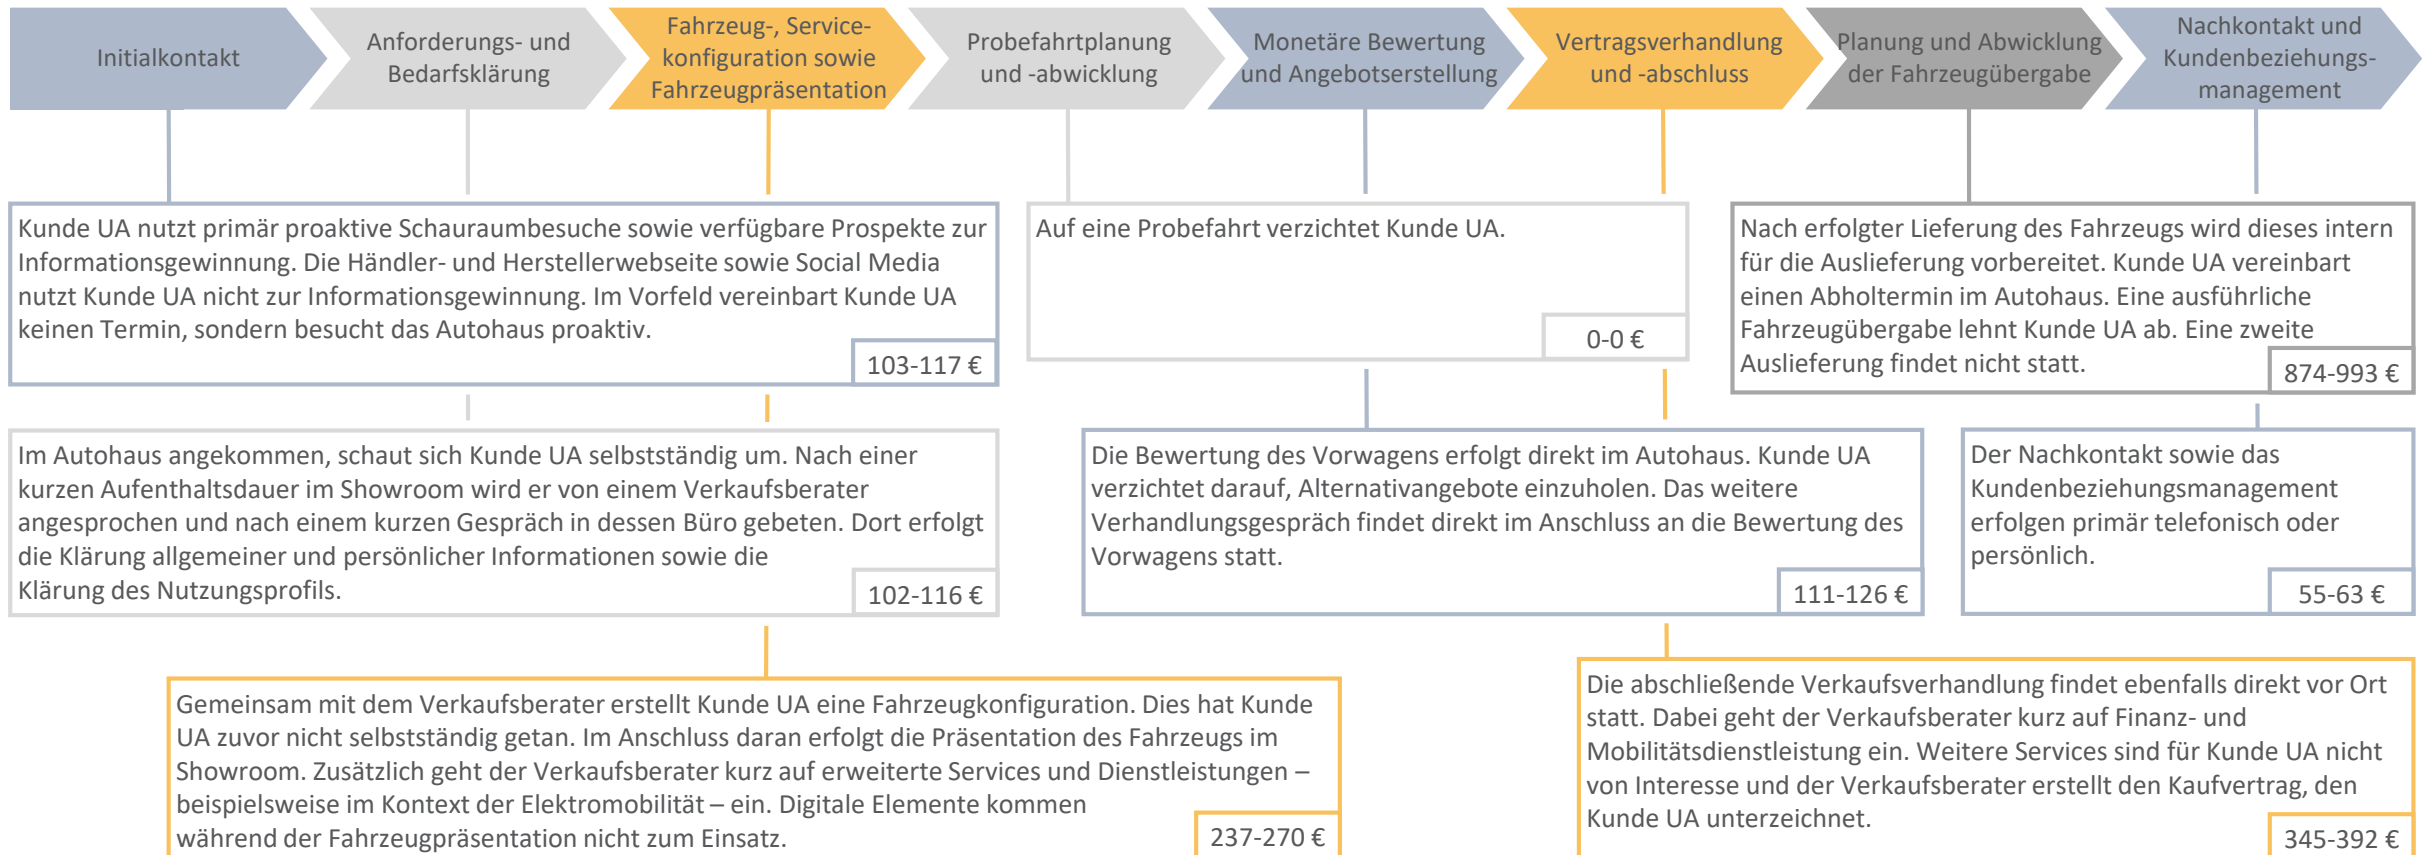 Initialkontakt
Anforderungs- und
Bedarfsklärung
Fahrzeug-, Service-
konfiguration sowie
Fahrzeugpräsentation
Probefahrtplanung
und -abwicklung
Monetäre Bewertung
und Angebotserstellung
Vertragsverhandlung
und -abschluss
Planung und Abwicklung
der Fahrzeugübergabe
Nachkontakt und
Kundenbeziehungs-
management
Kunde UA nutzt primär proaktive Schauraumbesuche sowie verfügbare Prospekte zur
Informationsgewinnung. Die Händler- und Herstellerwebseite sowie Social Media
nutzt Kunde UA nicht zur Informationsgewinnung. Im Vorfeld vereinbart Kunde UA
keinen Termin, sondern besucht das Autohaus proaktiv.
103-117 €
Auf eine Probefahrt verzichtet Kunde UA.
0-0 €
Nach erfolgter Lieferung des Fahrzeugs wird dieses intern
für die Auslieferung vorbereitet. Kunde UA vereinbart
einen Abholtermin im Autohaus. Eine ausführliche
Fahrzeugübergabe lehnt Kunde UA ab. Eine zweite
Auslieferung findet nicht statt.
874-993 €
Im Autohaus angekommen, schaut sich Kunde UA selbstständig um. Nach einer
kurzen Aufenthaltsdauer im Showroom wird er von einem Verkaufsberater
angesprochen und nach einem kurzen Gespräch in dessen Büro gebeten. Dort erfolgt
die Klärung allgemeiner und persönlicher Informationen sowie die
Klärung des Nutzungsprofils.
102-116 €
Die Bewertung des Vorwagens erfolgt direkt im Autohaus. Kunde UA
verzichtet darauf, Alternativangebote einzuholen. Das weitere
Verhandlungsgespräch findet direkt im Anschluss an die Bewertung des
Vorwagens statt.
111-126 €
Der Nachkontakt sowie das
Kundenbeziehungsmanagement
erfolgen primär telefonisch oder
persönlich.
55-63 €
Gemeinsam mit dem Verkaufsberater erstellt Kunde UA eine Fahrzeugkonfiguration. Dies hat Kunde
UA zuvor nicht selbstständig getan. Im Anschluss daran erfolgt die Präsentation des Fahrzeugs im
Showroom. Zusätzlich geht der Verkaufsberater kurz auf erweiterte Services und Dienstleistungen –
beispielsweise im Kontext der Elektromobilität – ein. Digitale Elemente kommen
während der Fahrzeugpräsentation nicht zum Einsatz.
237-270 €
Die abschließende Verkaufsverhandlung findet ebenfalls direkt vor Ort
statt. Dabei geht der Verkaufsberater kurz auf Finanz- und
Mobilitätsdienstleistung ein. Weitere Services sind für Kunde UA nicht
von Interesse und der Verkaufsberater erstellt den Kaufvertrag, den
Kunde UA unterzeichnet.
345-392 €